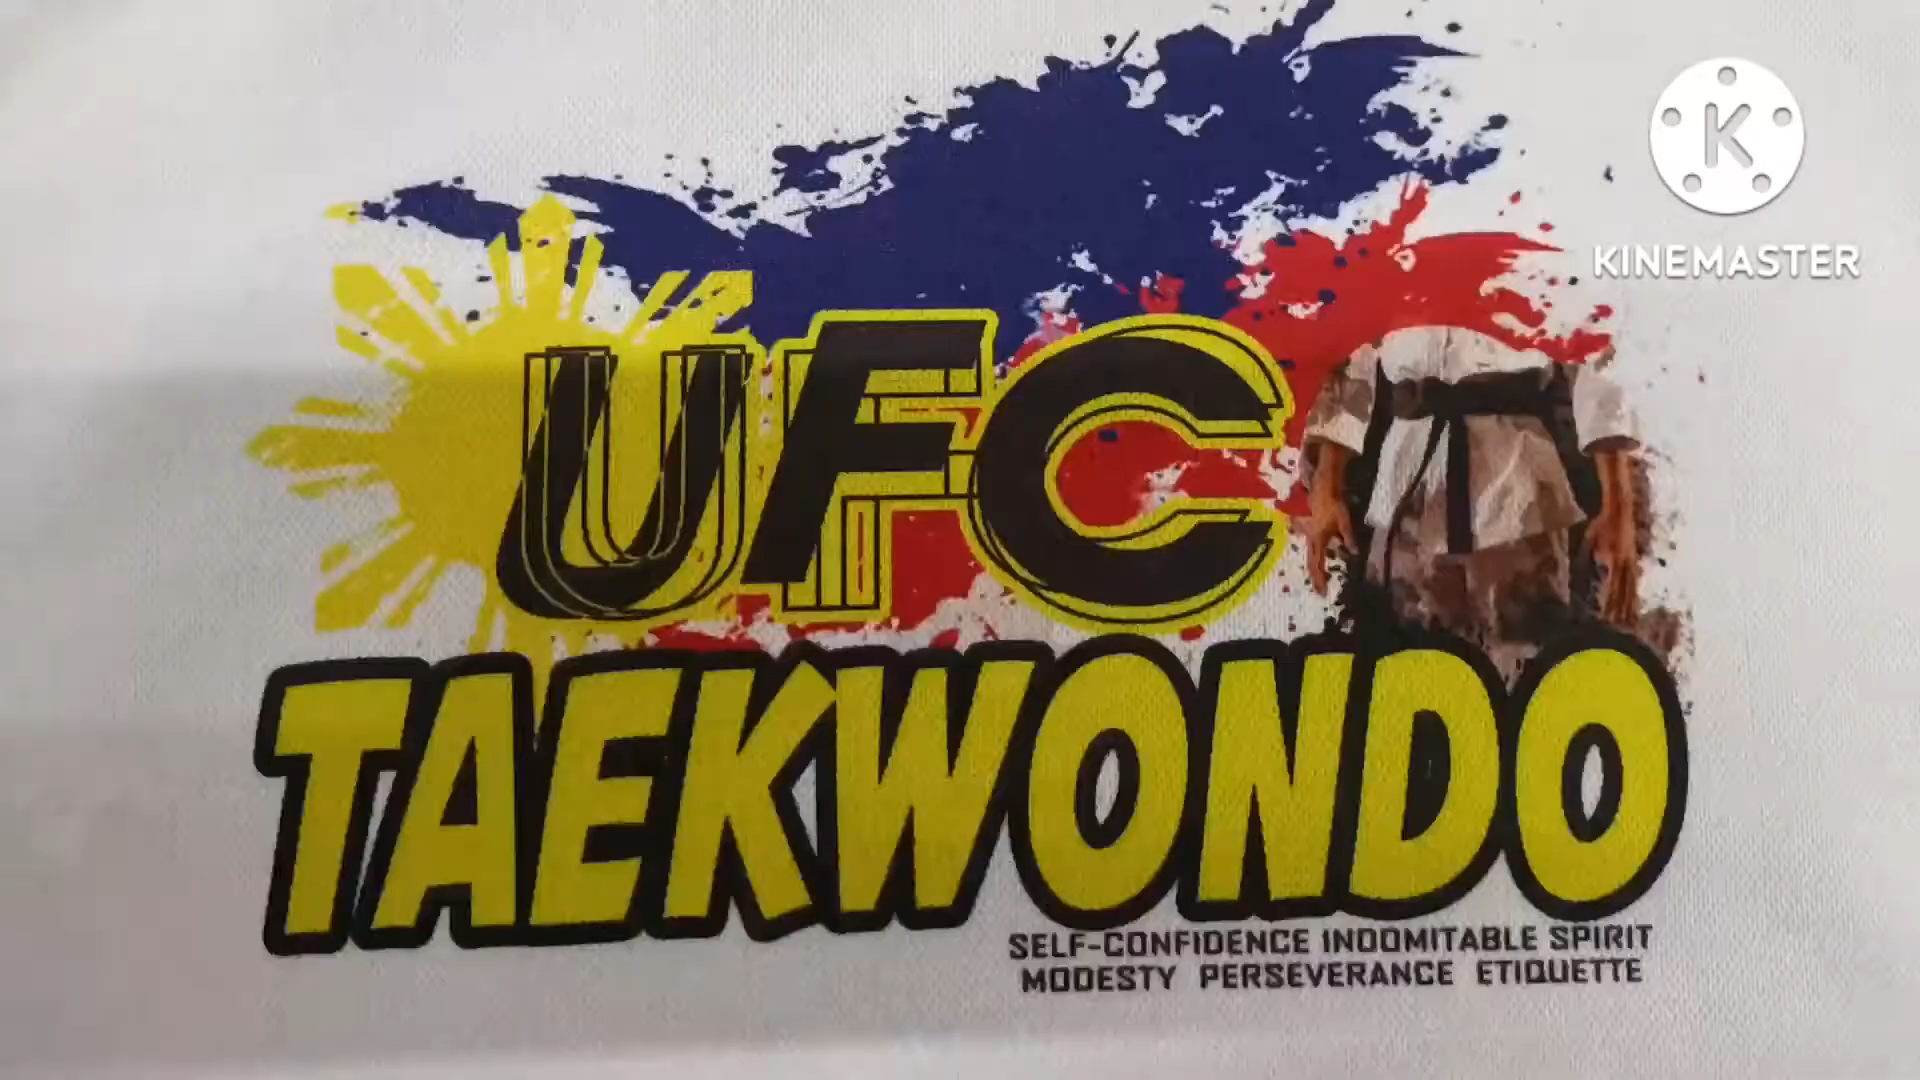 K
KINEMASTER
UFC
TAEKWONDO
SELF-CONFIDENCE INDOMITABLE SPIRIT
MODESTY PERSEVERANCE ETIQUETTE